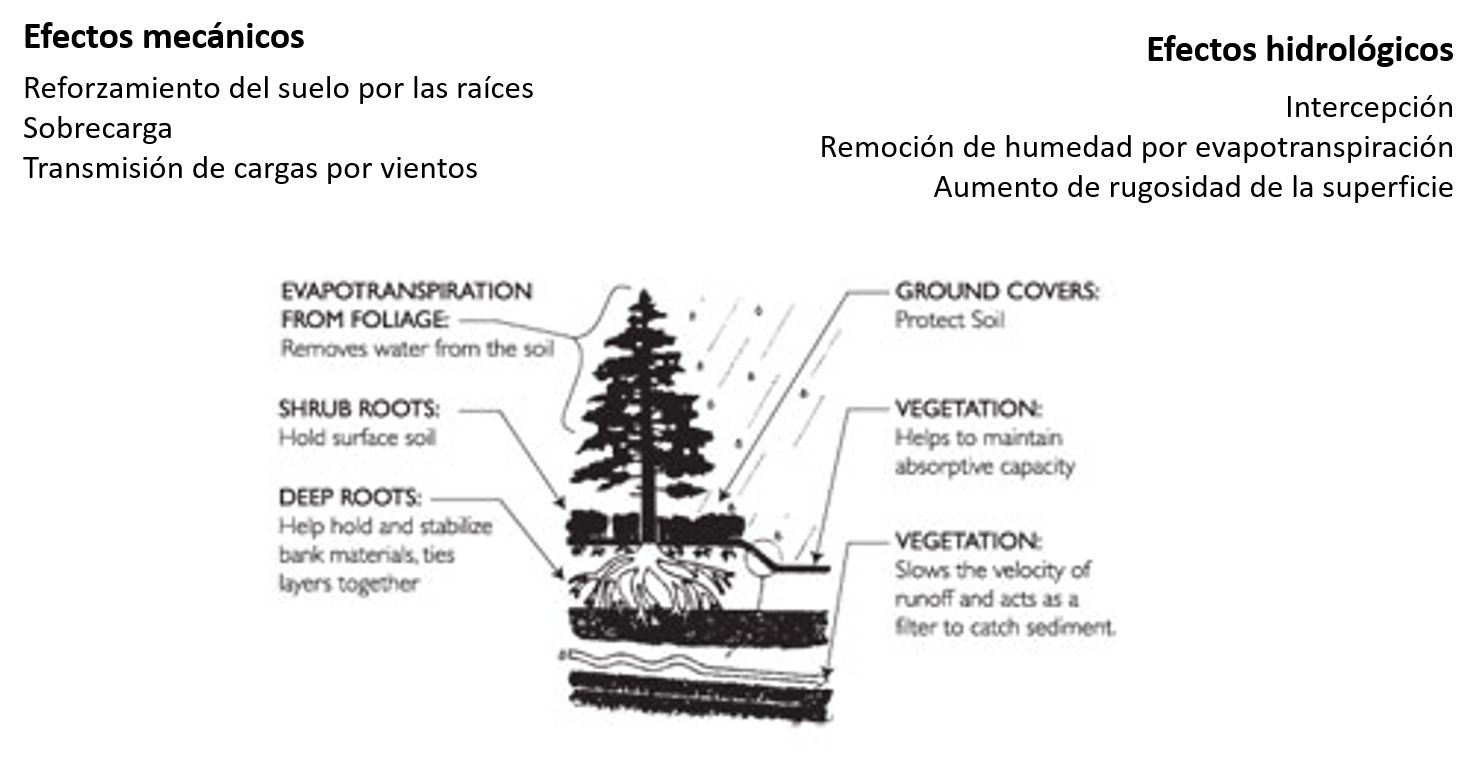 Efectos mecánicos
Reforzamiento del suelo por las raíces
Sobrecarga
Transmisión de cargas por vientos
Efectos hidrológicos
Intercepción
Remoción de humedad por evapotranspiración
Aumento de rugosidad de la superficie
EVAPOTRANSPIRATION
FROM FOLIAGE:
Removes water from the soil
SHRUB ROOTS:
Hold surface soil
DEEP ROOTS:
Help hold and stabilize
bank materials, ties
layers together
GROUND COVERS:
Protect Soil
VEGETATION:
Helps to maintain
absorptive capacity
VEGETATION:
Slows the velocity of
runoff and acts as a
filter to catch sediment.